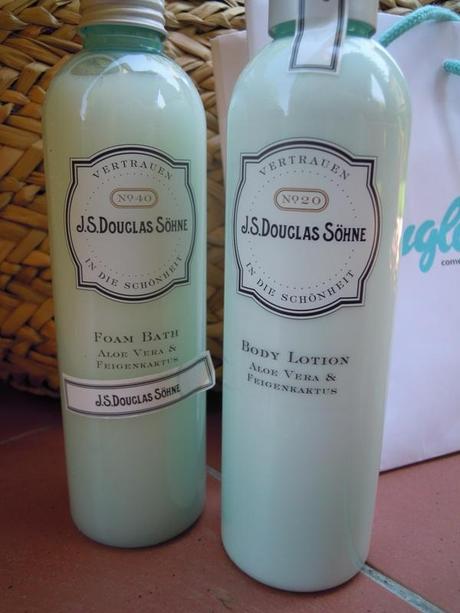 VERTRAUEN
Nº40
J.S.DOUGLAS SÖHNE
IN DIE SCHÖNHEIT
FOAM BATH
ALOE VERA &
FEIGENKAKTUS
J.S.DOUGLAS SÖHNE
VERTRAUEN
Nº20
J.S.DOUGLAS SÖHNE
IN DIE SCHÖNHEIT
BODY LOTION
ALOE VERA &
FEIGENKAKTUS